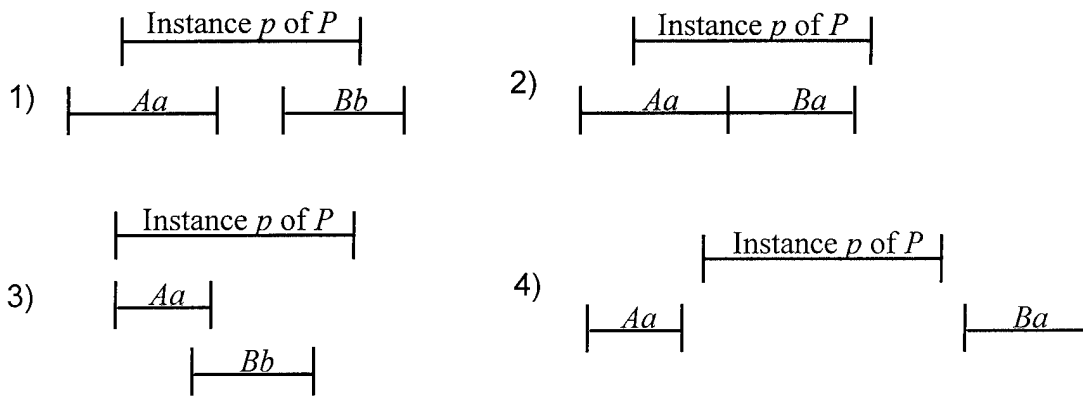 Instance p of P
1) Aa Bb
Instance p of P
2) Aa Ba
Instance p of P
3) Aa
Bb
Instance p of P
4) Aa Ba